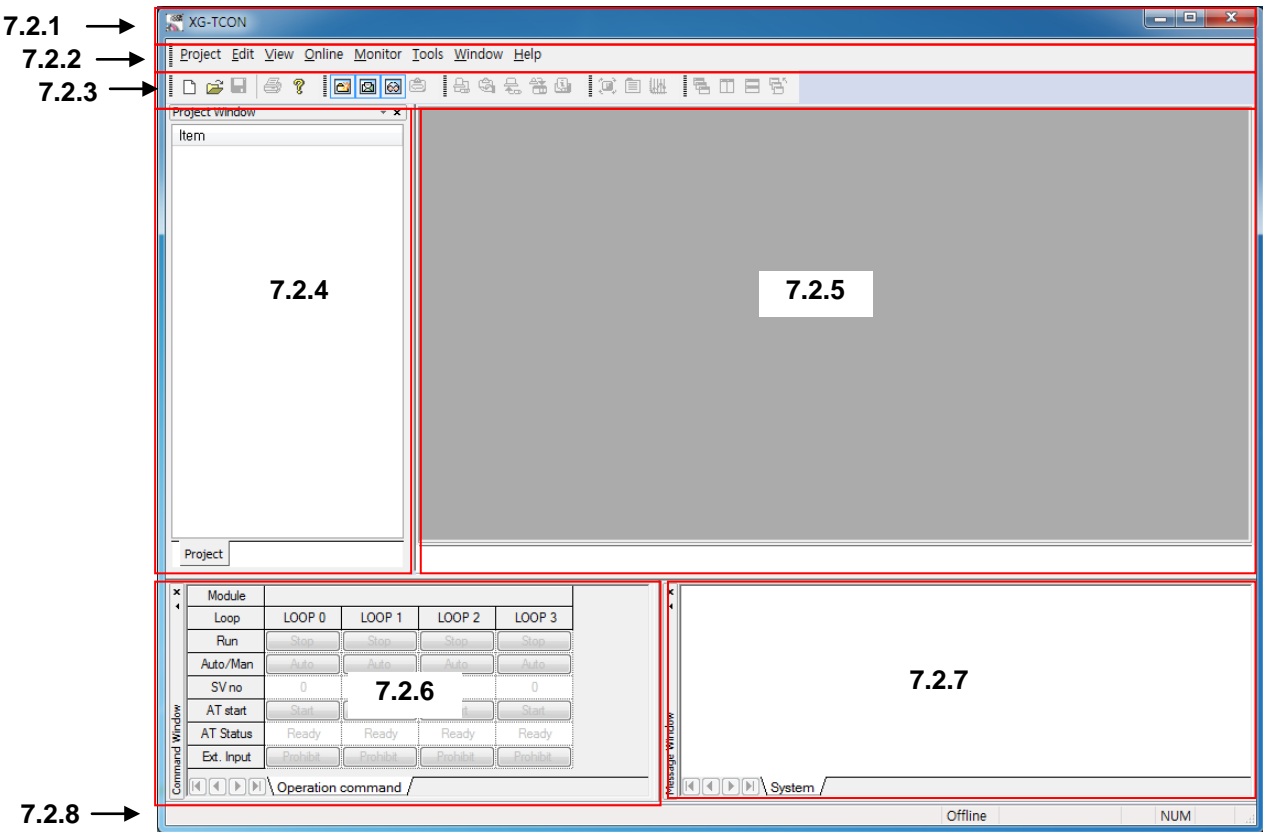 7.2.1
XG-TCON
7.2.2
Project Edit View Online Monitor Tools Window Help
7.2.3
Project Window
Item
7.2.4
7.2.5
Project
Command Window
Module
Loop LOOP 0 LOOP 1 LOOP 2 LOOP 3
Run Stop Stop Stop Stop
Auto/Man Auto Auto Auto Auto
SV no 0 0
7.2.6
AT start Start Start
AT Status Ready Ready Ready Ready
Ext. Input Prohibit Prohibit Prohibit Prohibit
Operation command
Message Window
7.2.7
System
7.2.8
Offline NUM